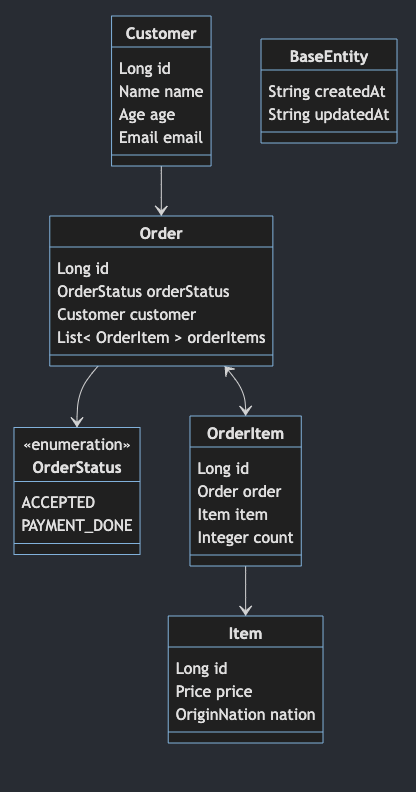 Customer
Long id
Name name
Age age
Email email
BaseEntity
String createdAt
String updatedAt
Order
Long id
OrderStatus orderStatus
Customer customer
List< OrderItem > orderItems
«enumeration»
OrderStatus
ACCEPTED
PAYMENT_DONE
OrderItem
Long id
Order order
Item item
Integer count
Item
Long id
Price price
OriginNation nation